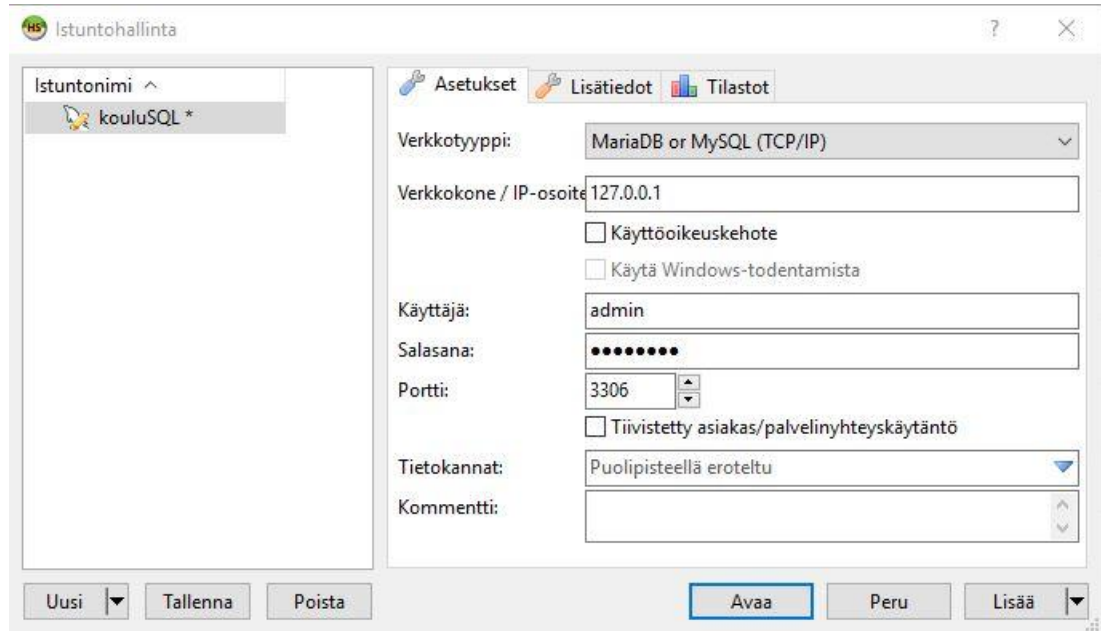 HS Istuntohallinta
Istuntonimi
kouluSQL *
Asetukset Lisätiedot Tilastot
Verkkotyyppi: MariaDB or MySQL (TCP/IP)
Verkkokone / IP-osoite 127.0.0.1
Käyttöoikeuskehote
Käytä Windows-todentamista
Käyttäjä: admin
Salasana: ●●●●●●●●
Portti: 3306
Tiivistetty asiakas/palvelinyhteyskäytäntö
Tietokannat: Puolipisteellä eroteltu
Kommentti:
Uusi Tallenna Poista Avaa Peru Lisää